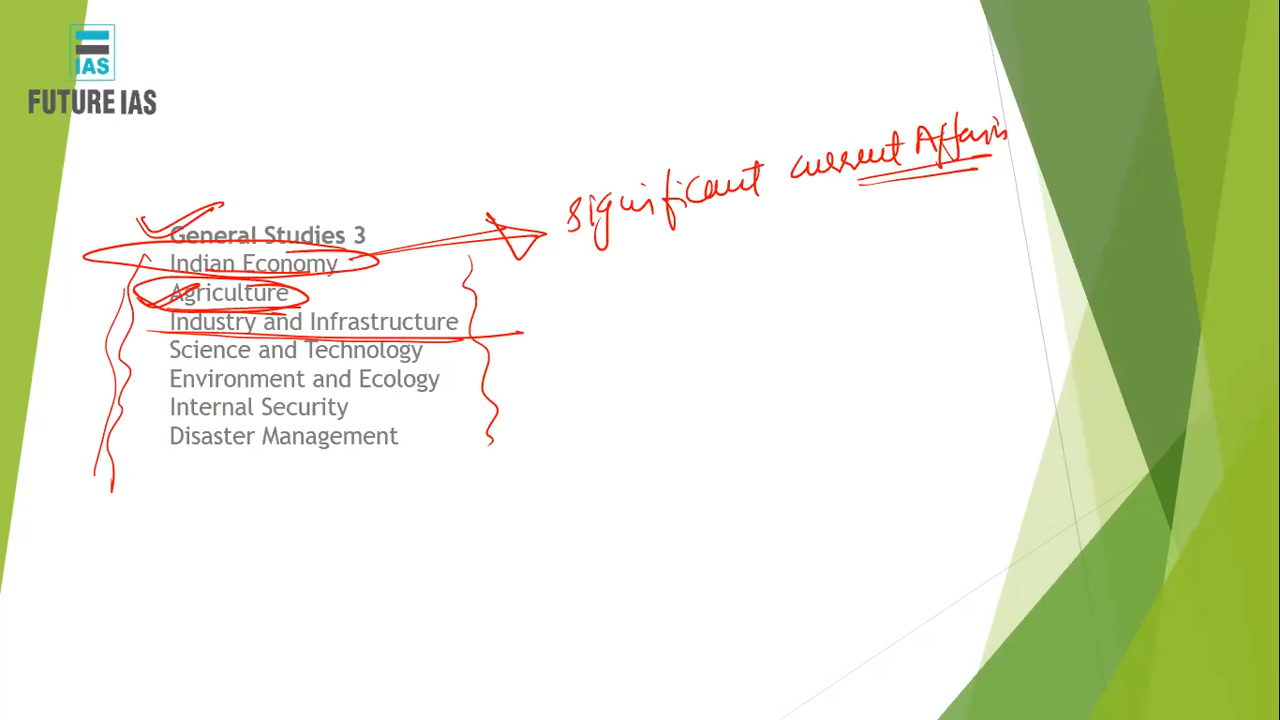 IAS
FUTURE IAS
significant current Affairs
General Studies 3
Indian Economy
Agriculture
Industry and Infrastructure
Science and Technology
Environment and Ecology
Internal Security
Disaster Management